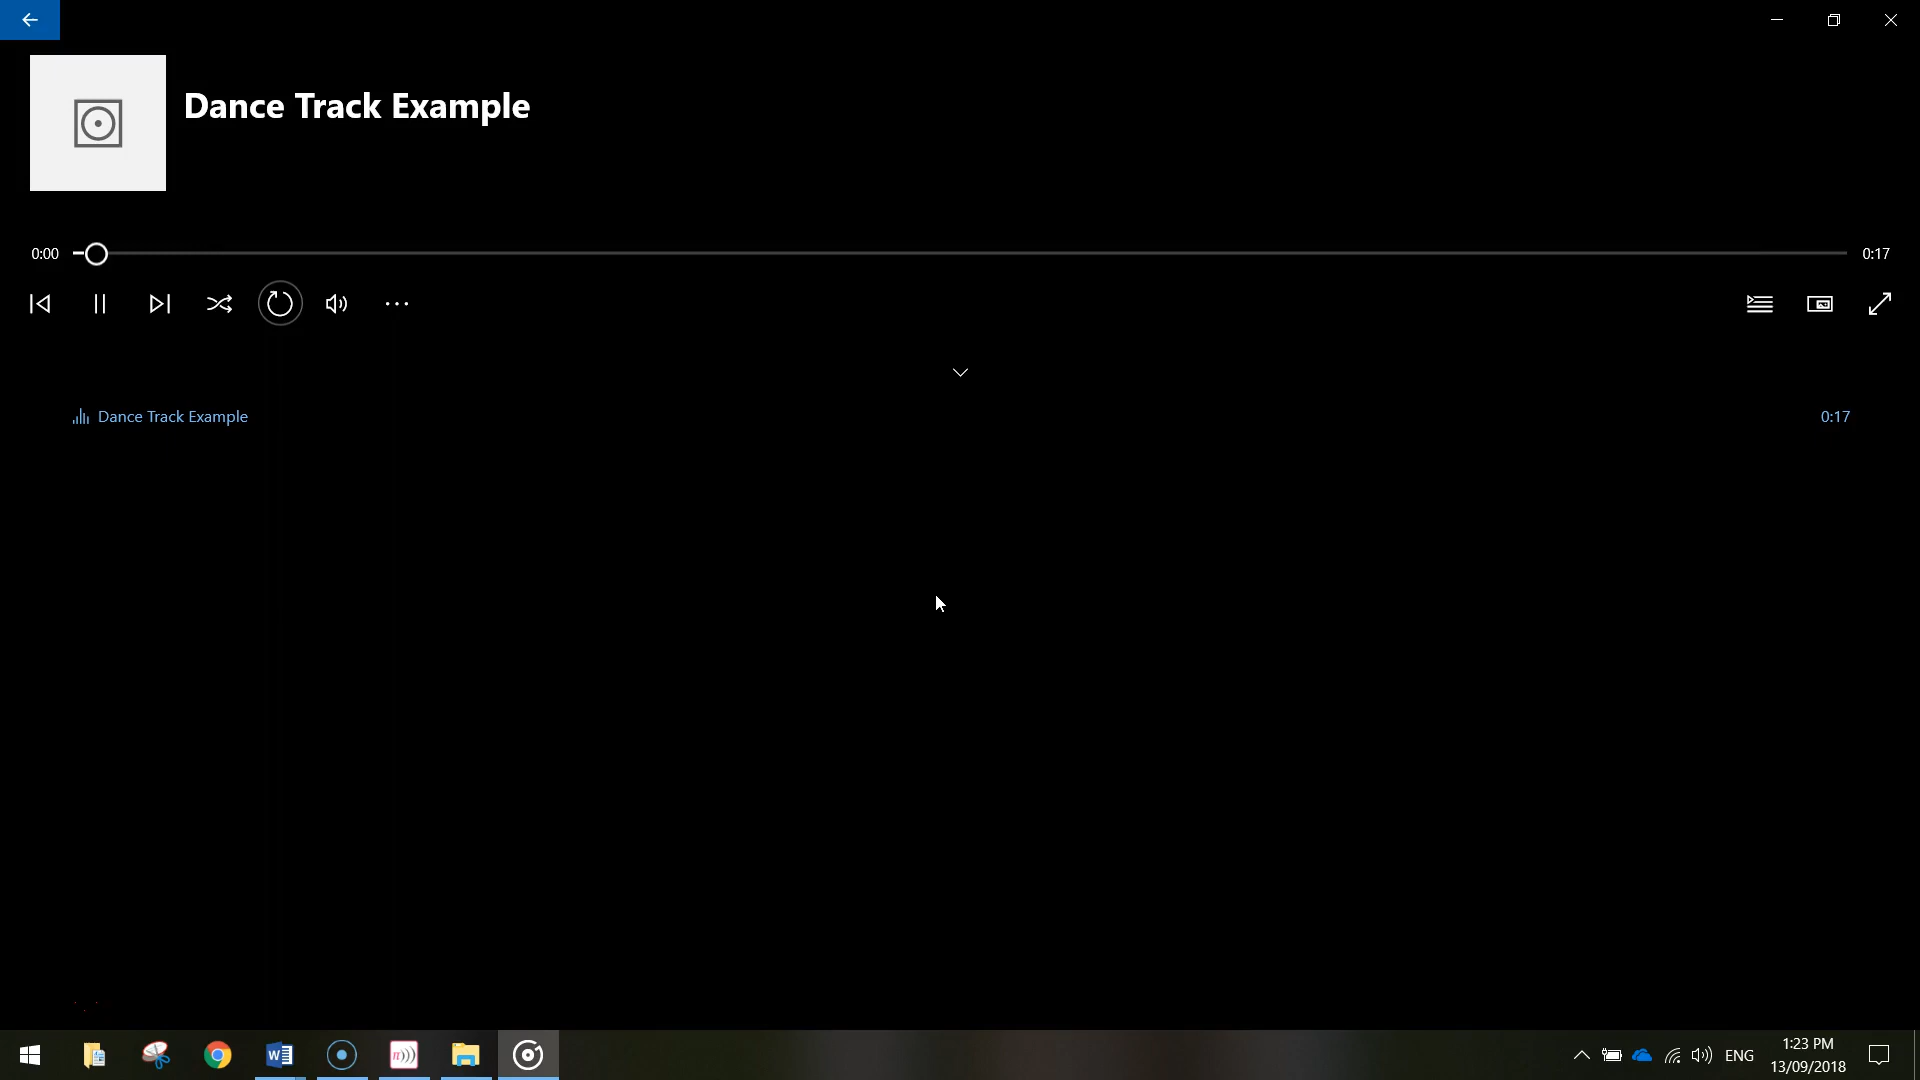 Dance Track Example
0:00
0:17
Dance Track Example
0:17
W
π)))
ENG
1:23 PM
13/09/2018